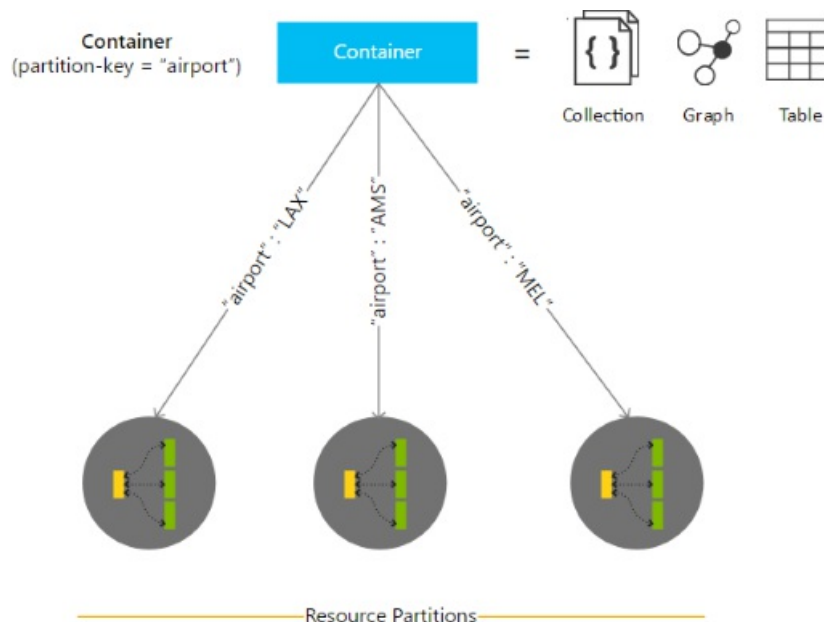 Container
(partition-key = "airport")
Container
=
{ }
Collection
Graph
Table
"airport" : "LAX"
"airport" : "AMS"
"airport" : "MEL"
Resource Partitions